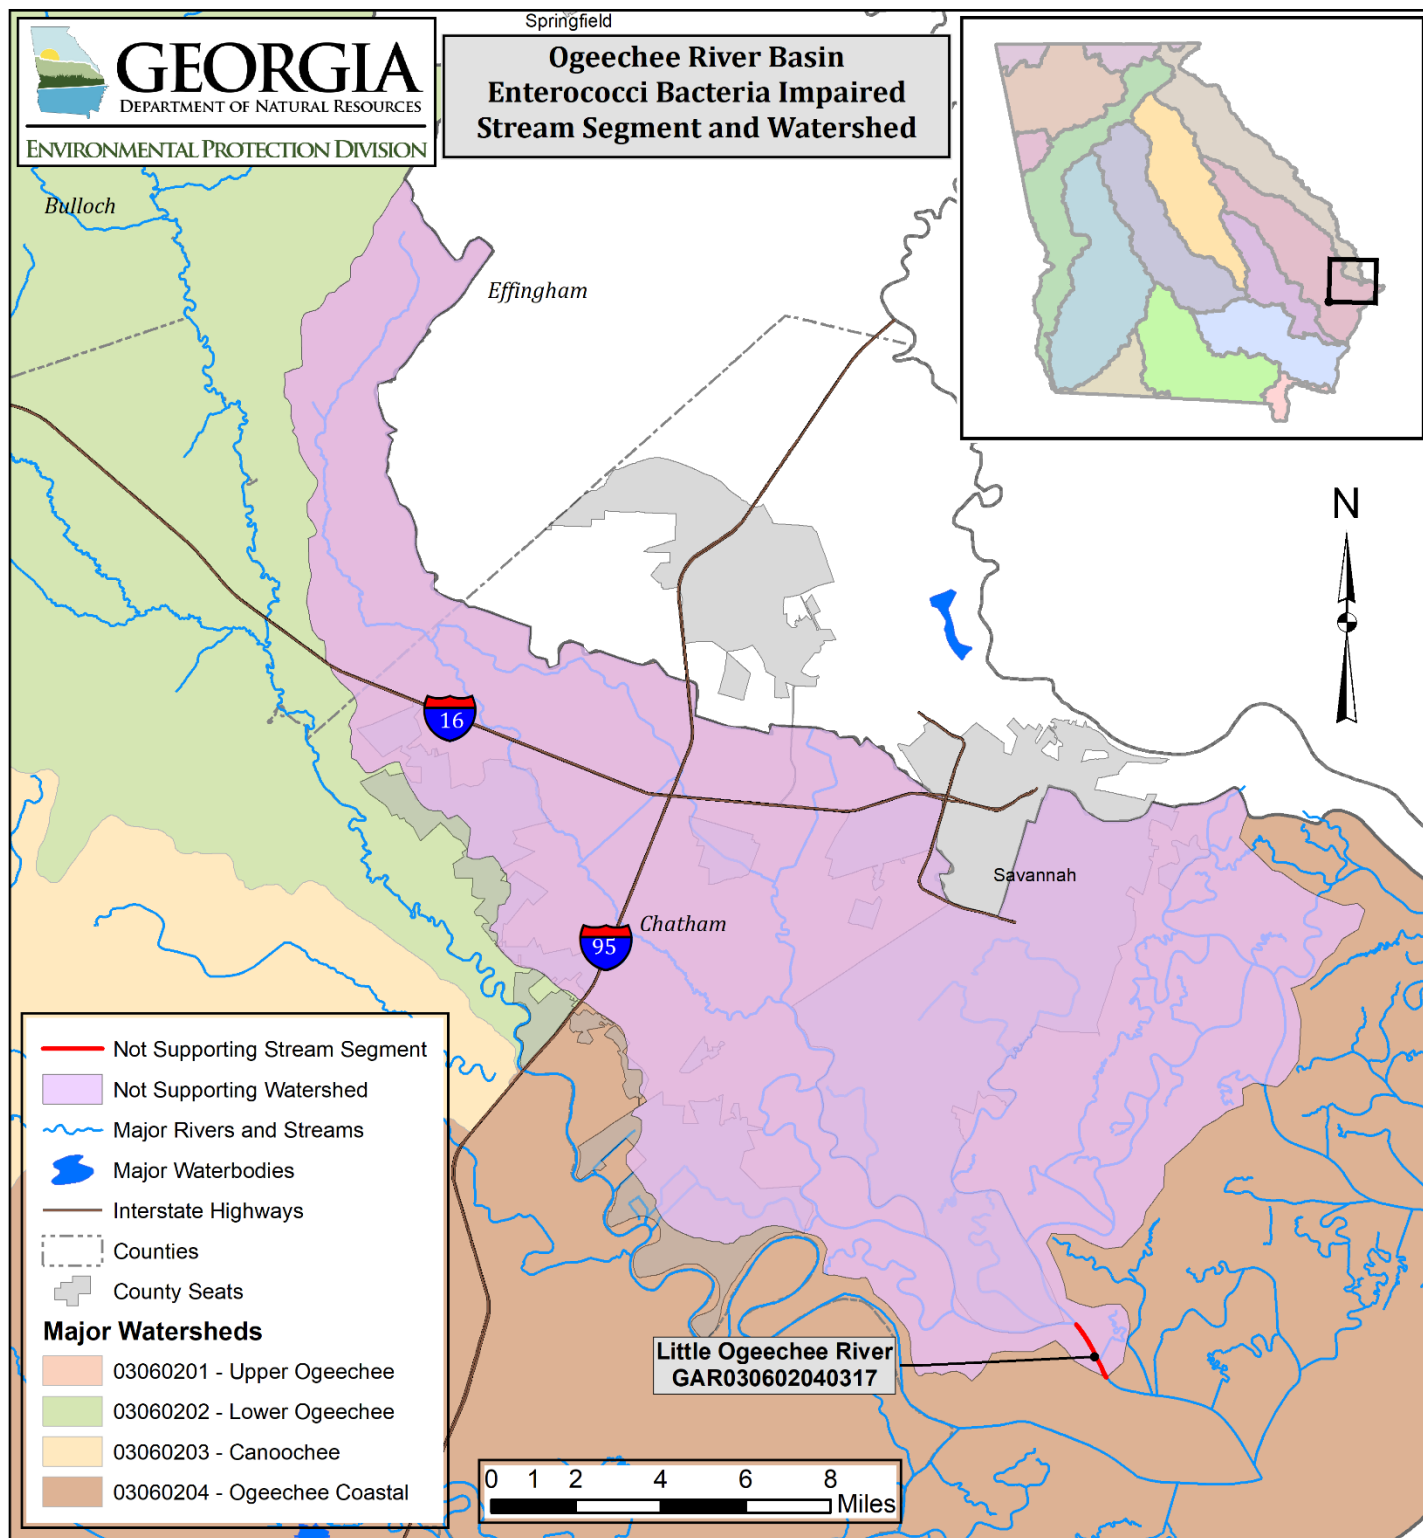 Springfield
GEORGIA
DEPARTMENT OF NATURAL RESOURCES
ENVIRONMENTAL PROTECTION DIVISION
Ogeechee River Basin
Enterococci Bacteria Impaired
Stream Segment and Watershed
Bulloch
Effingham
N
16
Savannah
Chatham
95
Not Supporting Stream Segment
Not Supporting Watershed
Major Rivers and Streams
Major Waterbodies
Interstate Highways
Counties
County Seats
Major Watersheds
03060201 - Upper Ogeechee
03060202 - Lower Ogeechee
03060203 - Canoochee
03060204 - Ogeechee Coastal
Little Ogeechee River
GAR030602040317
0 1 2 4 6 8
Miles